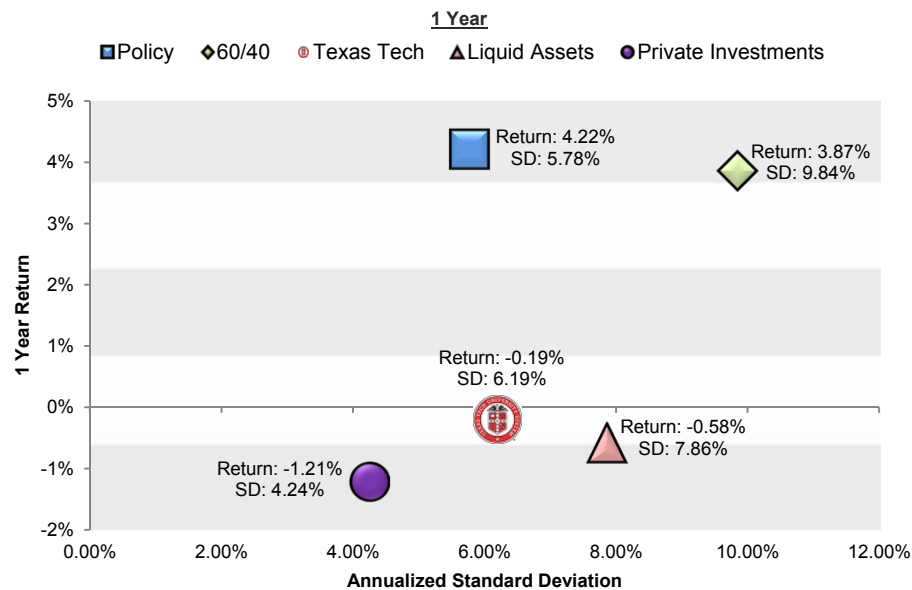 1 Year
Policy 60/40 Texas Tech Liquid Assets Private Investments
5%
4%
3%
2%
1%
0%
-1%
-2%
1 Year Return
Return: 4.22%
SD: 5.78%
Return: 3.87%
SD: 9.84%
Return: -0.19%
SD: 6.19%
Return: -0.58%
SD: 7.86%
Return: -1.21%
SD: 4.24%
0.00% 2.00% 4.00% 6.00% 8.00% 10.00% 12.00%
Annualized Standard Deviation